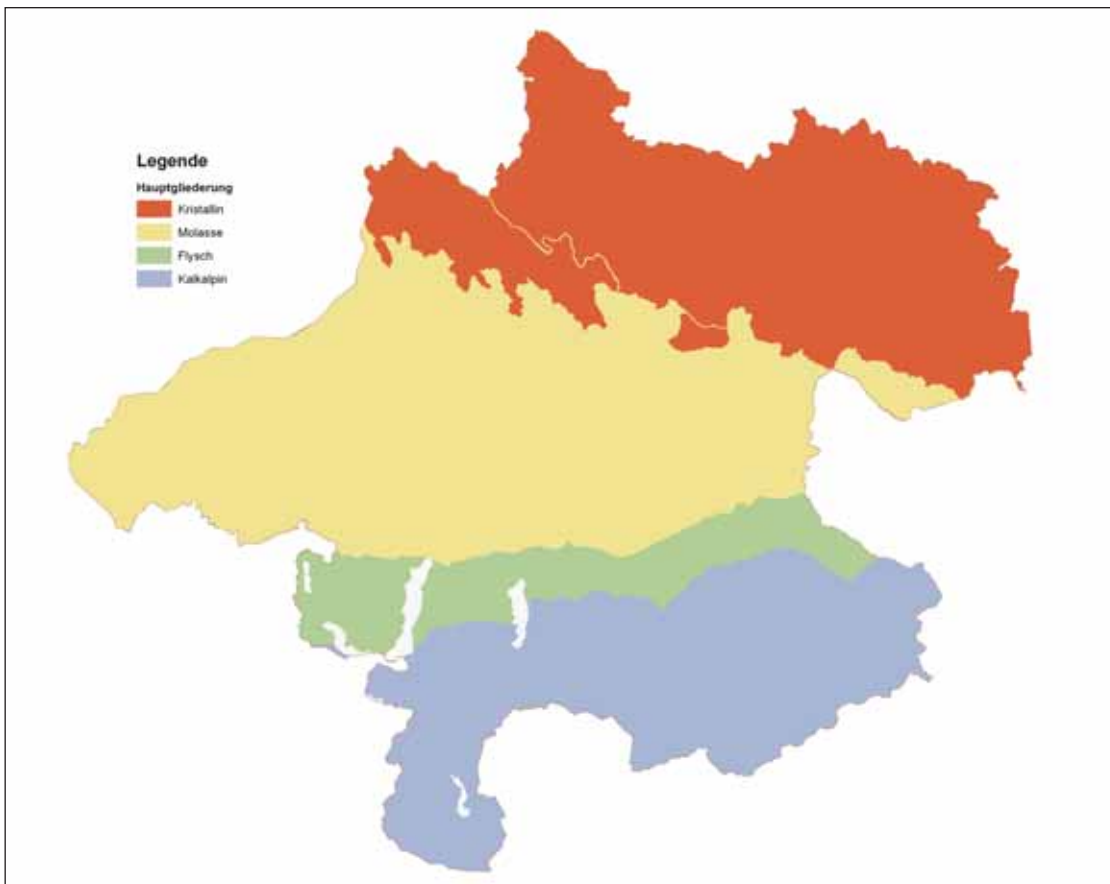 Legende
Hauptgliederung
Kristallin
Molasse
Flysch
Kalkalpin